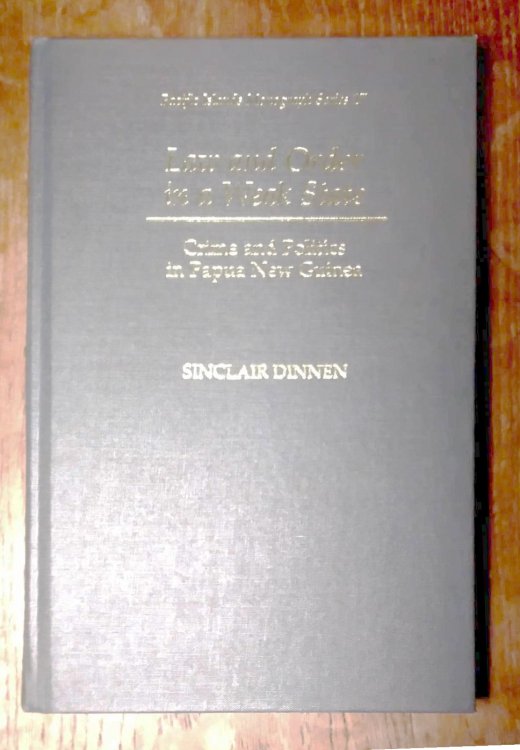 Pacific Islands Monograph Series 17
Law and Order
in a Weak State
Crime and Politics
in Papua New Guinea
SINCLAIR DINNEN